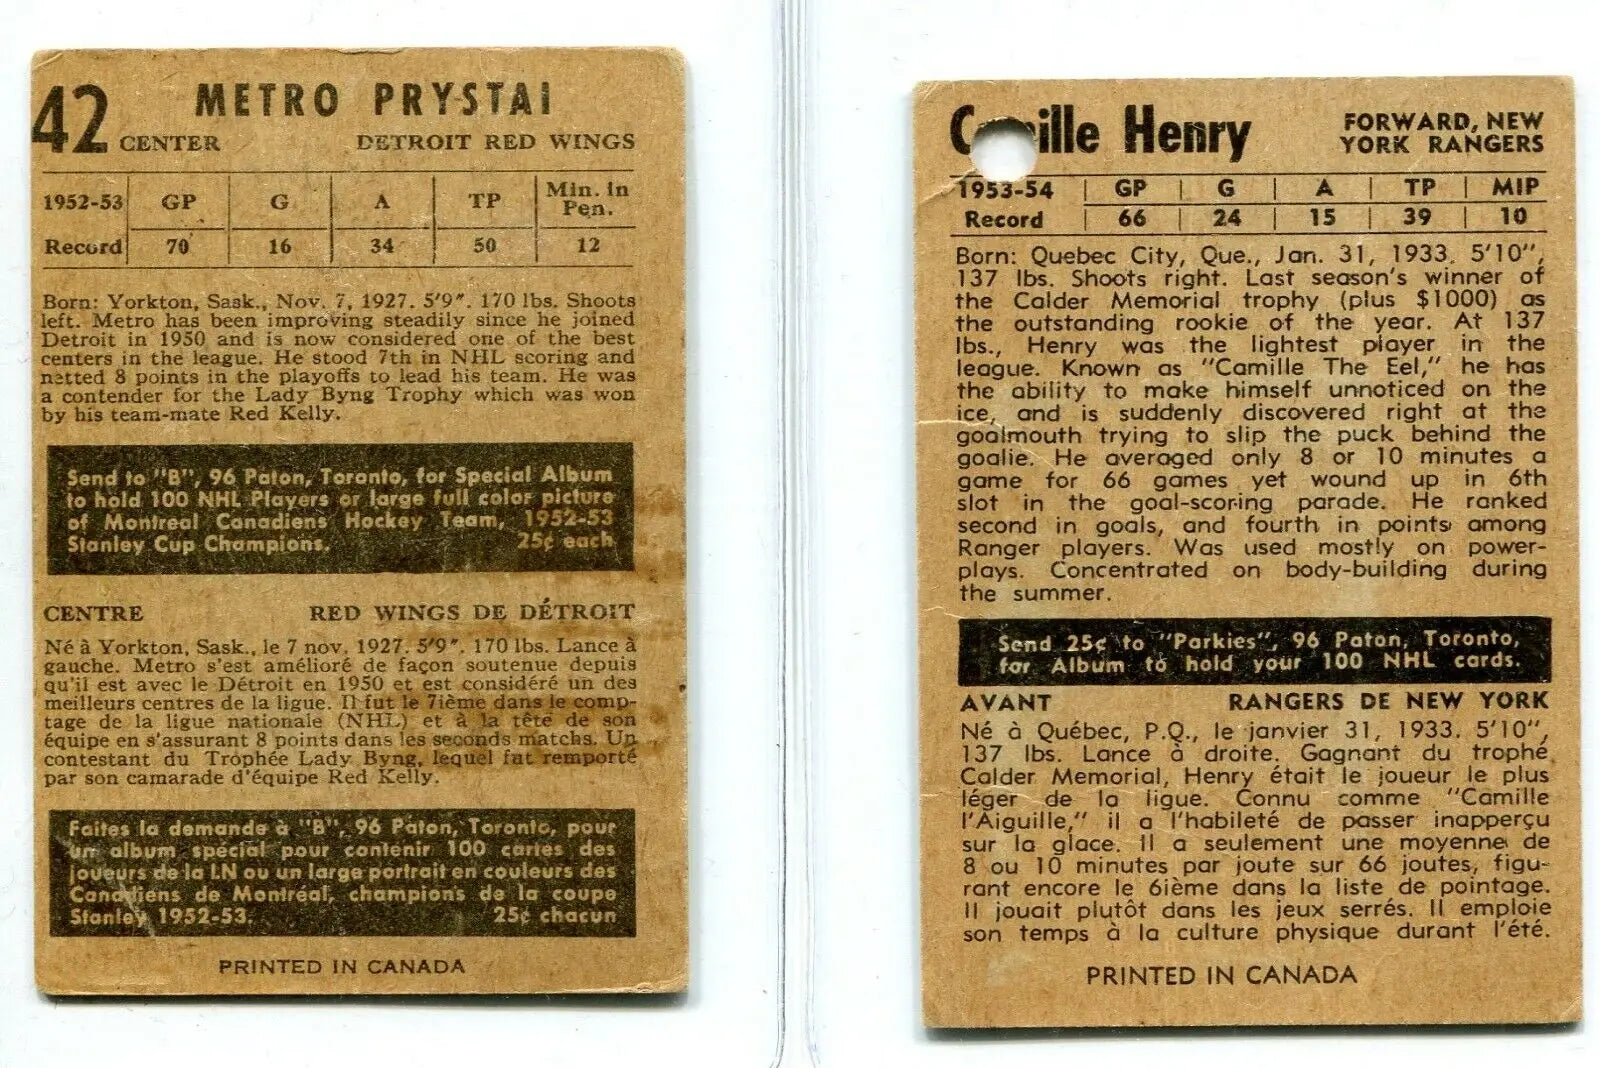 42
METRO PRYSTAI
CENTER DETROIT RED WINGS
1952-53 GP G A TP Min. in Pen.
Record 70 16 34 50 12
Born: Yorkton, Sask., Nov. 7, 1927. 5'9". 170 lbs. Shoots
left. Metro has been improving steadily since he joined
Detroit in 1950 and is now considered one of the best
centers in the league. He stood 7th in NHL scoring and
netted 8 points in the playoffs to lead his team. He was
a contender for the Lady Byng Trophy which was won
by his team-mate Red Kelly.
Send to "B", 96 Paton, Toronto, for Special Album
to hold 100 NHL Players or large full color picture
of Montreal Canadiens Hockey Team, 1952-53
Stanley Cup Champions. 25¢ each
CENTRE RED WINGS DE DÉTROIT
Né à Yorkton, Sask., le 7 nov. 1927. 5'9". 170 lbs. Lance à
gauche. Metro s'est amélioré de façon soutenue depuis
qu'il est avec le Détroit en 1950 et est considéré un des
meilleurs centres de la ligue. Il fut le 7ième dans le comp-
tage de la ligue nationale (NHL) et à la tête de son
équipe en s'assurant 8 points dans les seconds matchs. Un
contestant du Trophée Lady Byng, lequel fut remporté
par son camarade d'équipe Red Kelly.
Faites la demande à "B", 96 Paton, Toronto, pour
un album spécial pour contenir 100 cartes des
joueurs de la LN ou un large portrait en couleurs des
Canadiens de Montréal, champions de la coupe
Stanley 1952-53. 25¢ chacun
PRINTED IN CANADA
C ille Henry
FORWARD, NEW
YORK RANGERS
1953-54 GP G A TP MIP
Record 66 24 15 39 10
Born: Quebec City, Que., Jan. 31, 1933. 5'10",
137 lbs. Shoots right. Last season's winner of
the Calder Memorial trophy (plus $1000) as
the outstanding rookie of the year. At 137
lbs., Henry was the lightest player in the
league. Known as "Camille The Eel," he has
the ability to make himself unnoticed on the
ice, and is suddenly discovered right at the
goalmouth trying to slip the puck behind the
goalie. He averaged only 8 or 10 minutes a
game for 66 games yet wound up in 6th
slot in the goal-scoring parade. He ranked
second in goals, and fourth in points among
Ranger players. Was used mostly on power-
plays. Concentrated on body-building during
the summer.
Send 25¢ to "Parkies", 96 Paton, Toronto,
for Album to hold your 100 NHL cards.
AVANT RANGERS DE NEW YORK
Né à Québec, P.Q., le janvier 31, 1933. 5'10",
137 lbs. Lance à droite. Gagnant du trophé
Calder Memorial, Henry était le joueur le plus
léger de la ligue. Connu comme "Camille
l'Aiguille," il a l'habileté de passer inapperçu
sur la glace. Il a seulement une moyenne de
8 ou 10 minutes par joute sur 66 joutes, figu-
rant encore le 6ième dans la liste de pointage.
Il jouait plutôt dans les jeux serrés. Il emploie
son temps à la culture physique durant l'été.
PRINTED IN CANADA